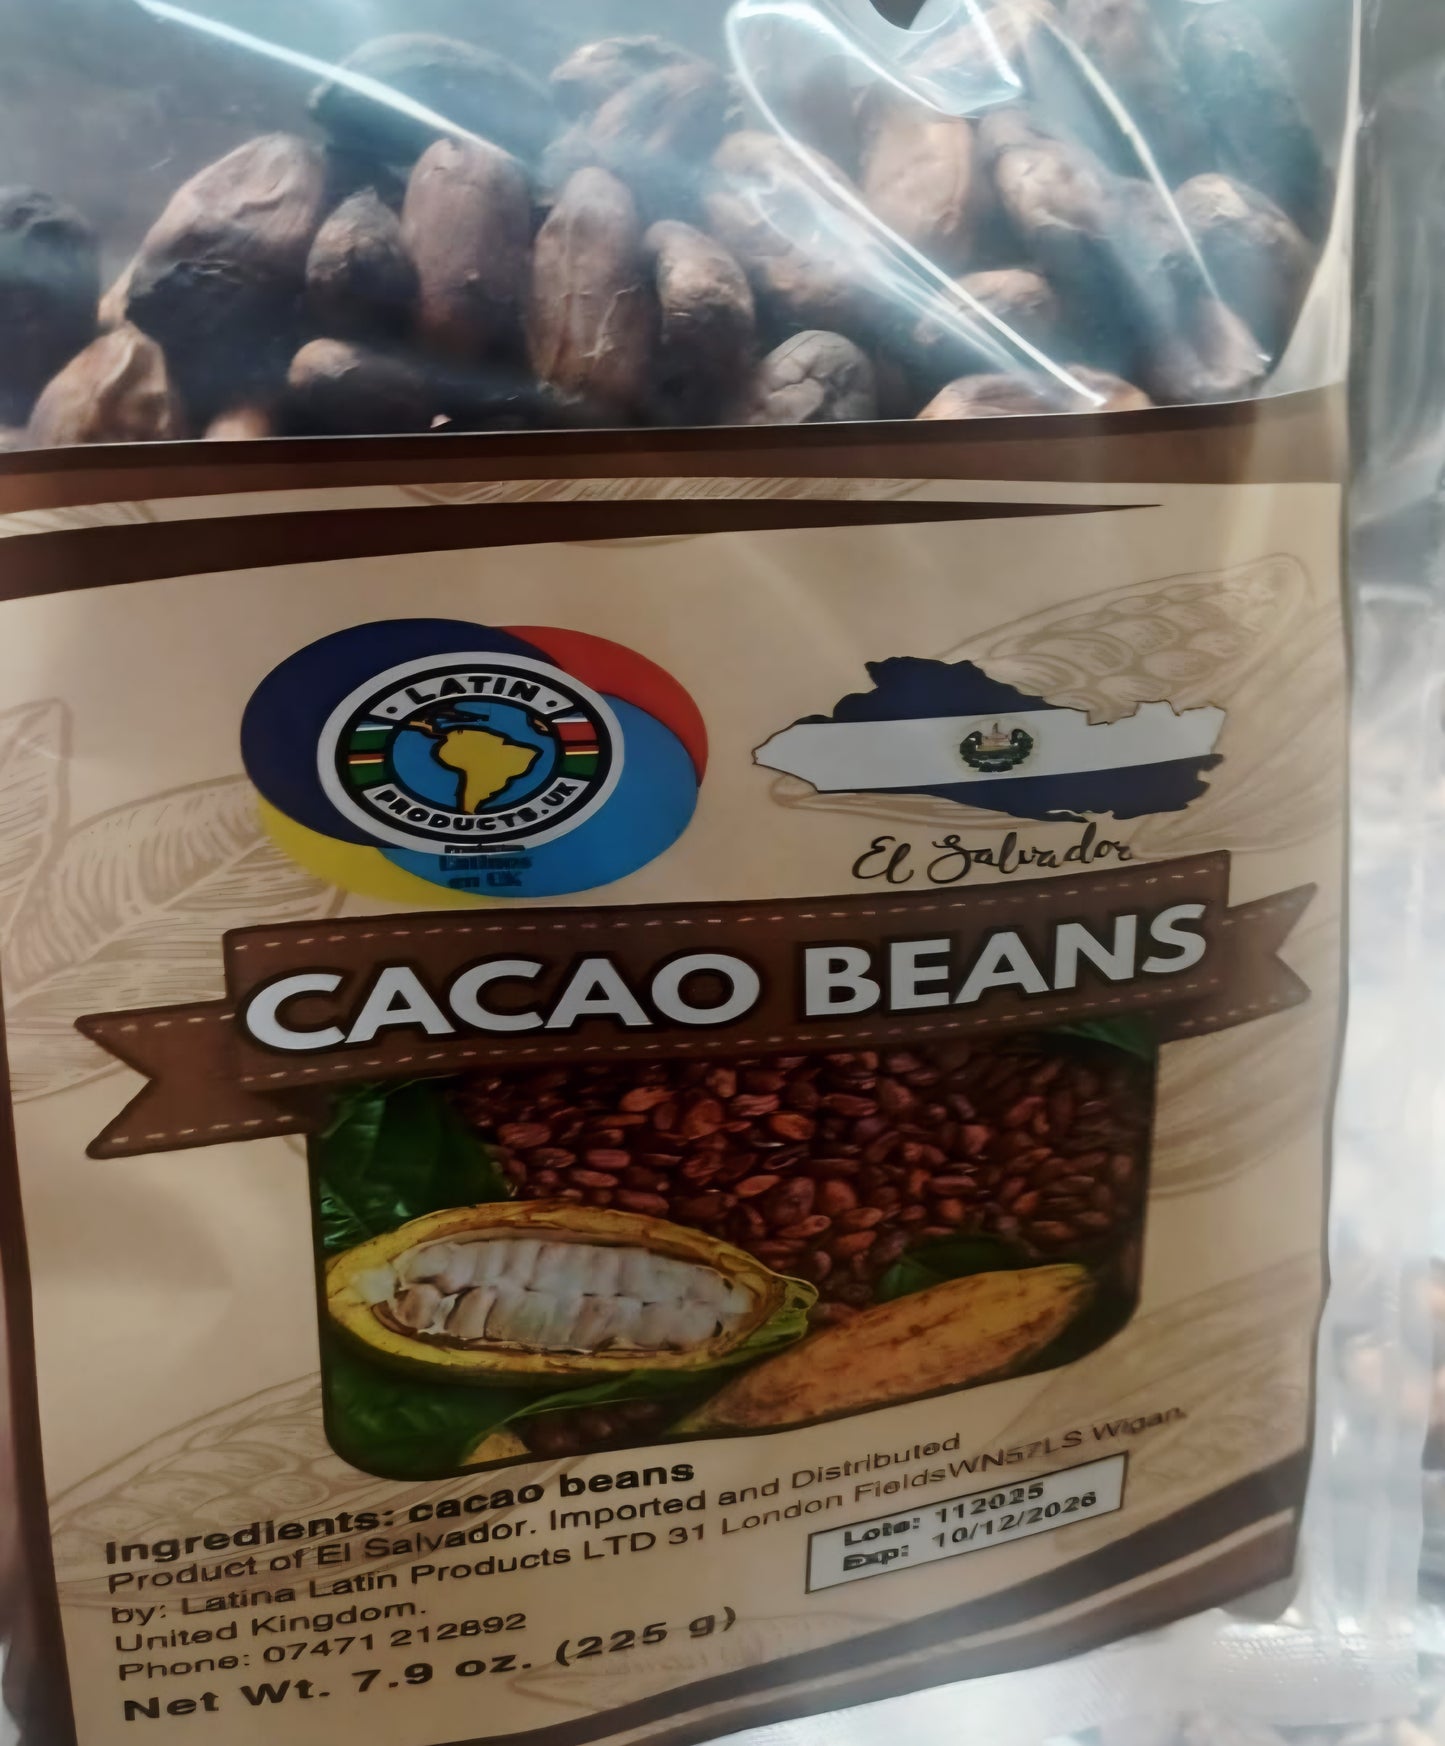 · LATIN ·
PRODUCTS.UK
Latinos
en UK
El Salvador
CACAO BEANS
Ingredients: cacao beans
Product of El Salvador. Imported and Distributed
by: Latina Latin Products LTD 31 London FieldsWN57LS Wigan,
United Kingdom.
Phone: 07471 212892
Net Wt. 7.9 oz. (225 g)
Lote: 112025
Exp: 10/12/2026